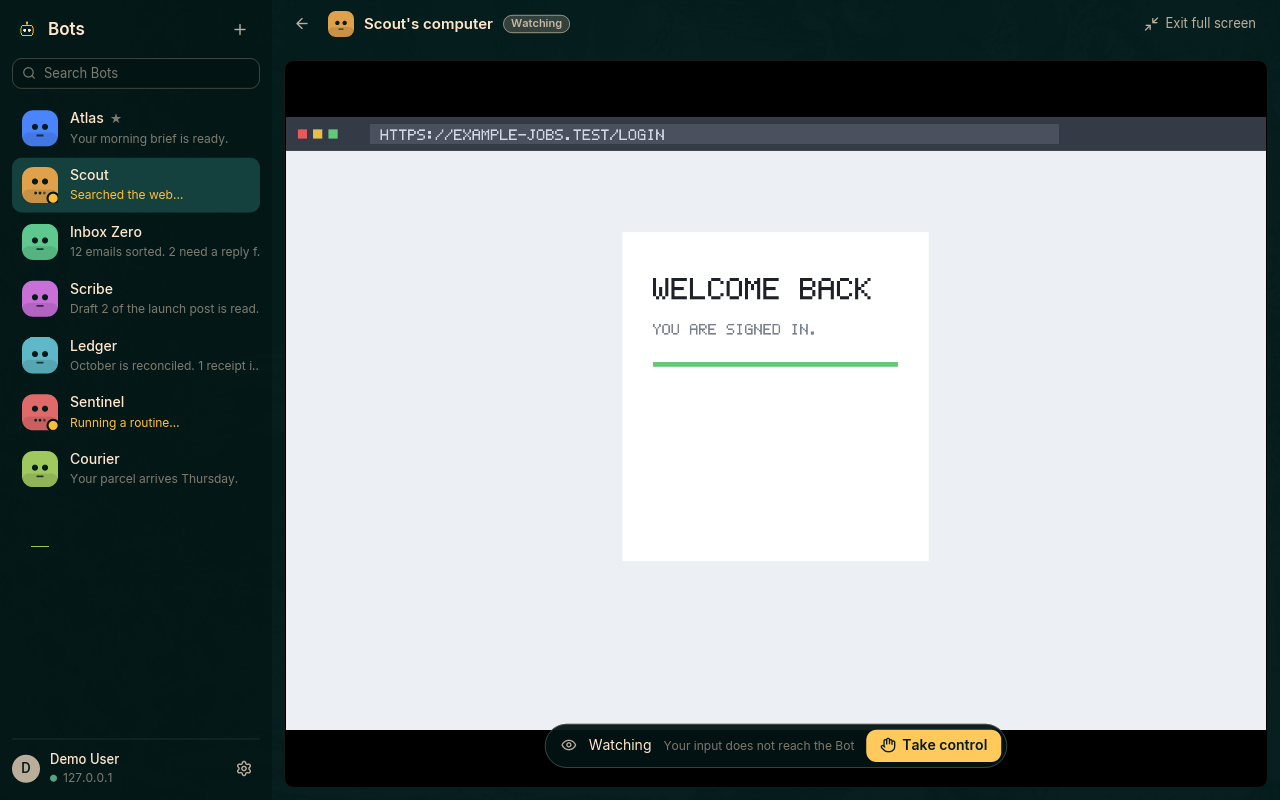 Bots
Search Bots
Atlas ★
Your morning brief is ready.
Scout
Searched the web...
Inbox Zero
12 emails sorted. 2 need a reply f.
Scribe
Draft 2 of the launch post is read.
Ledger
October is reconciled. 1 receipt i..
Sentinel
Running a routine...
Courier
Your parcel arrives Thursday.
D
Demo User
127.0.0.1
Scout's computer
Watching
Exit full screen
HTTPS://EXAMPLE-JOBS.TEST/LOGIN
WELCOME BACK
YOU ARE SIGNED IN.
Watching
Your input does not reach the Bot
Take control